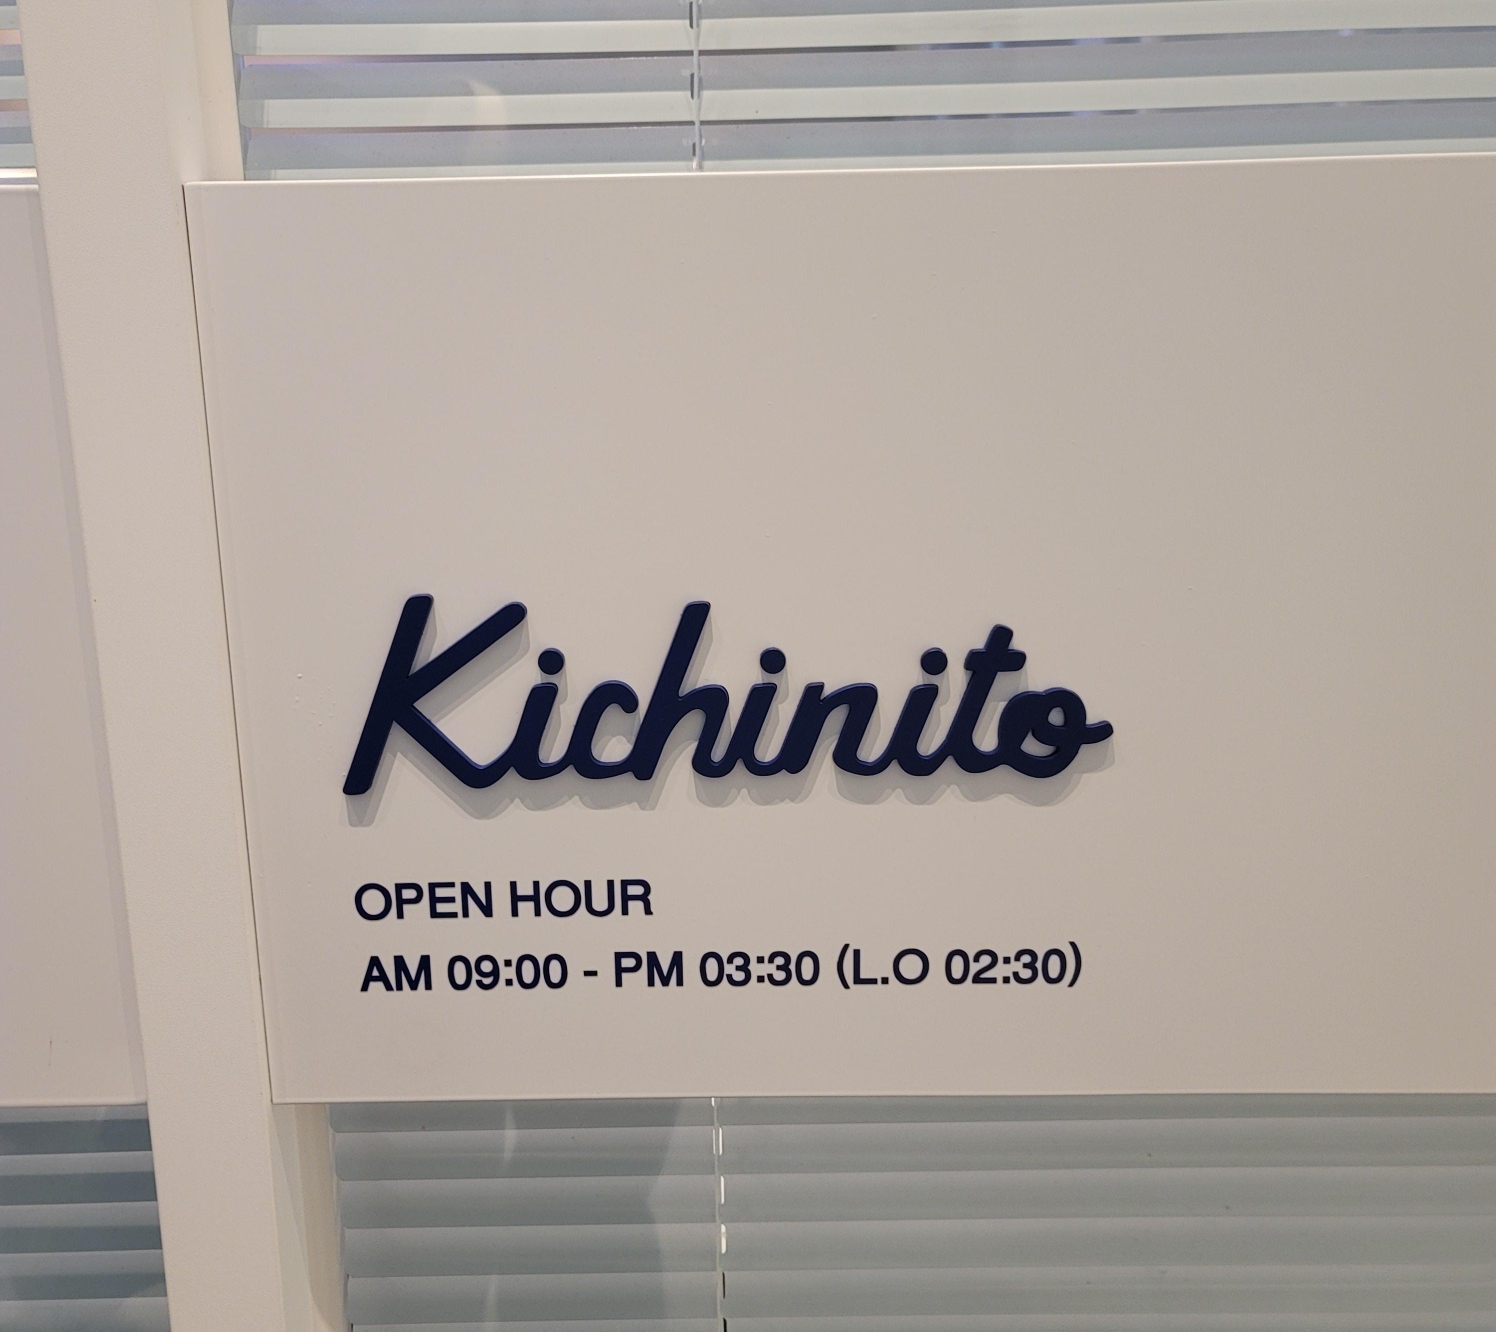 Kichinito
OPEN HOUR
AM 09:00 - PM 03:30 (L.O 02:30)